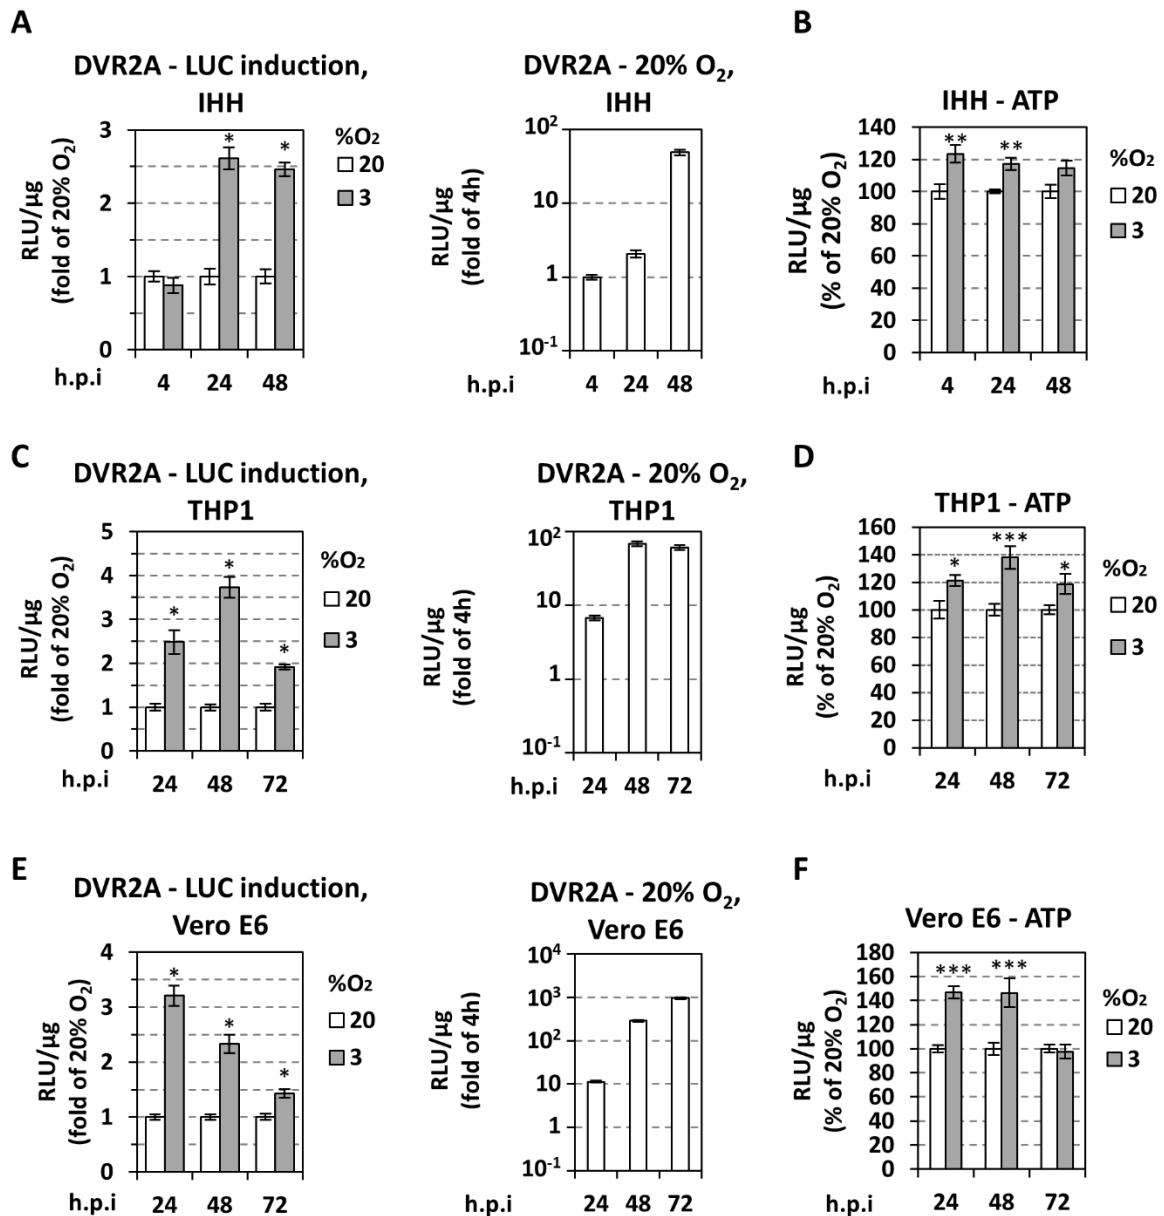 A
DVR2A - LUC induction,
IHH
RLU/µg
(fold of 20% O₂)
3
2
1
0
*
*
%O₂
20
3
h.p.i
4 24 48
DVR2A - 20% O₂,
IHH
RLU/µg
(fold of 4h)
10²
10
1
10⁻¹
h.p.i
4 24 48
B
IHH - ATP
RLU/µg
(% of 20% O₂)
140
120
100
80
60
40
20
0
**
**
%O₂
20
3
h.p.i
4 24 48
C
DVR2A - LUC induction,
THP1
RLU/µg
(fold of 20% O₂)
5
4
3
2
1
0
*
*
*
%O₂
20
3
h.p.i
24 48 72
DVR2A - 20% O₂,
THP1
RLU/µg
(fold of 4h)
10²
10
1
10⁻¹
h.p.i
24 48 72
D
THP1 - ATP
RLU/µg
(% of 20% O₂)
160
140
120
100
80
60
40
20
0
*
***
*
%O₂
20
3
h.p.i
24 48 72
E
DVR2A - LUC induction,
Vero E6
RLU/µg
(fold of 20% O₂)
4
3
2
1
0
*
*
*
%O₂
20
3
h.p.i
24 48 72
DVR2A - 20% O₂,
Vero E6
RLU/µg
(fold of 4h)
10⁴
10³
10²
10
1
10⁻¹
h.p.i
24 48 72
F
Vero E6 - ATP
RLU/µg
(% of 20% O₂)
180
160
140
120
100
80
60
40
20
0
***
***
%O₂
20
3
h.p.i
24 48 72